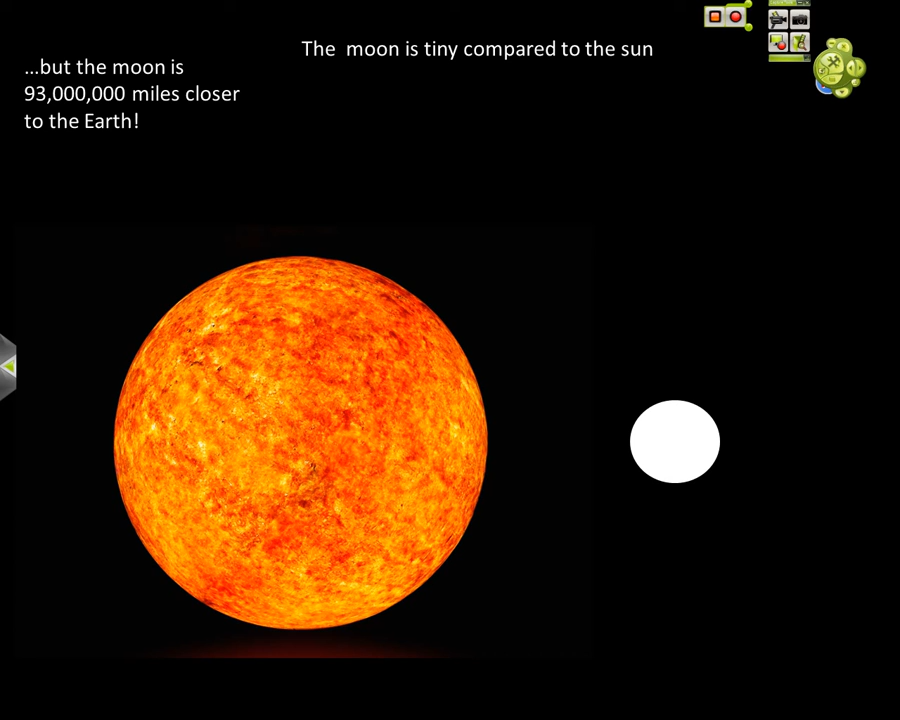 The  moon is tiny compared to the sun
...but the moon is
93,000,000 miles closer
to the Earth!